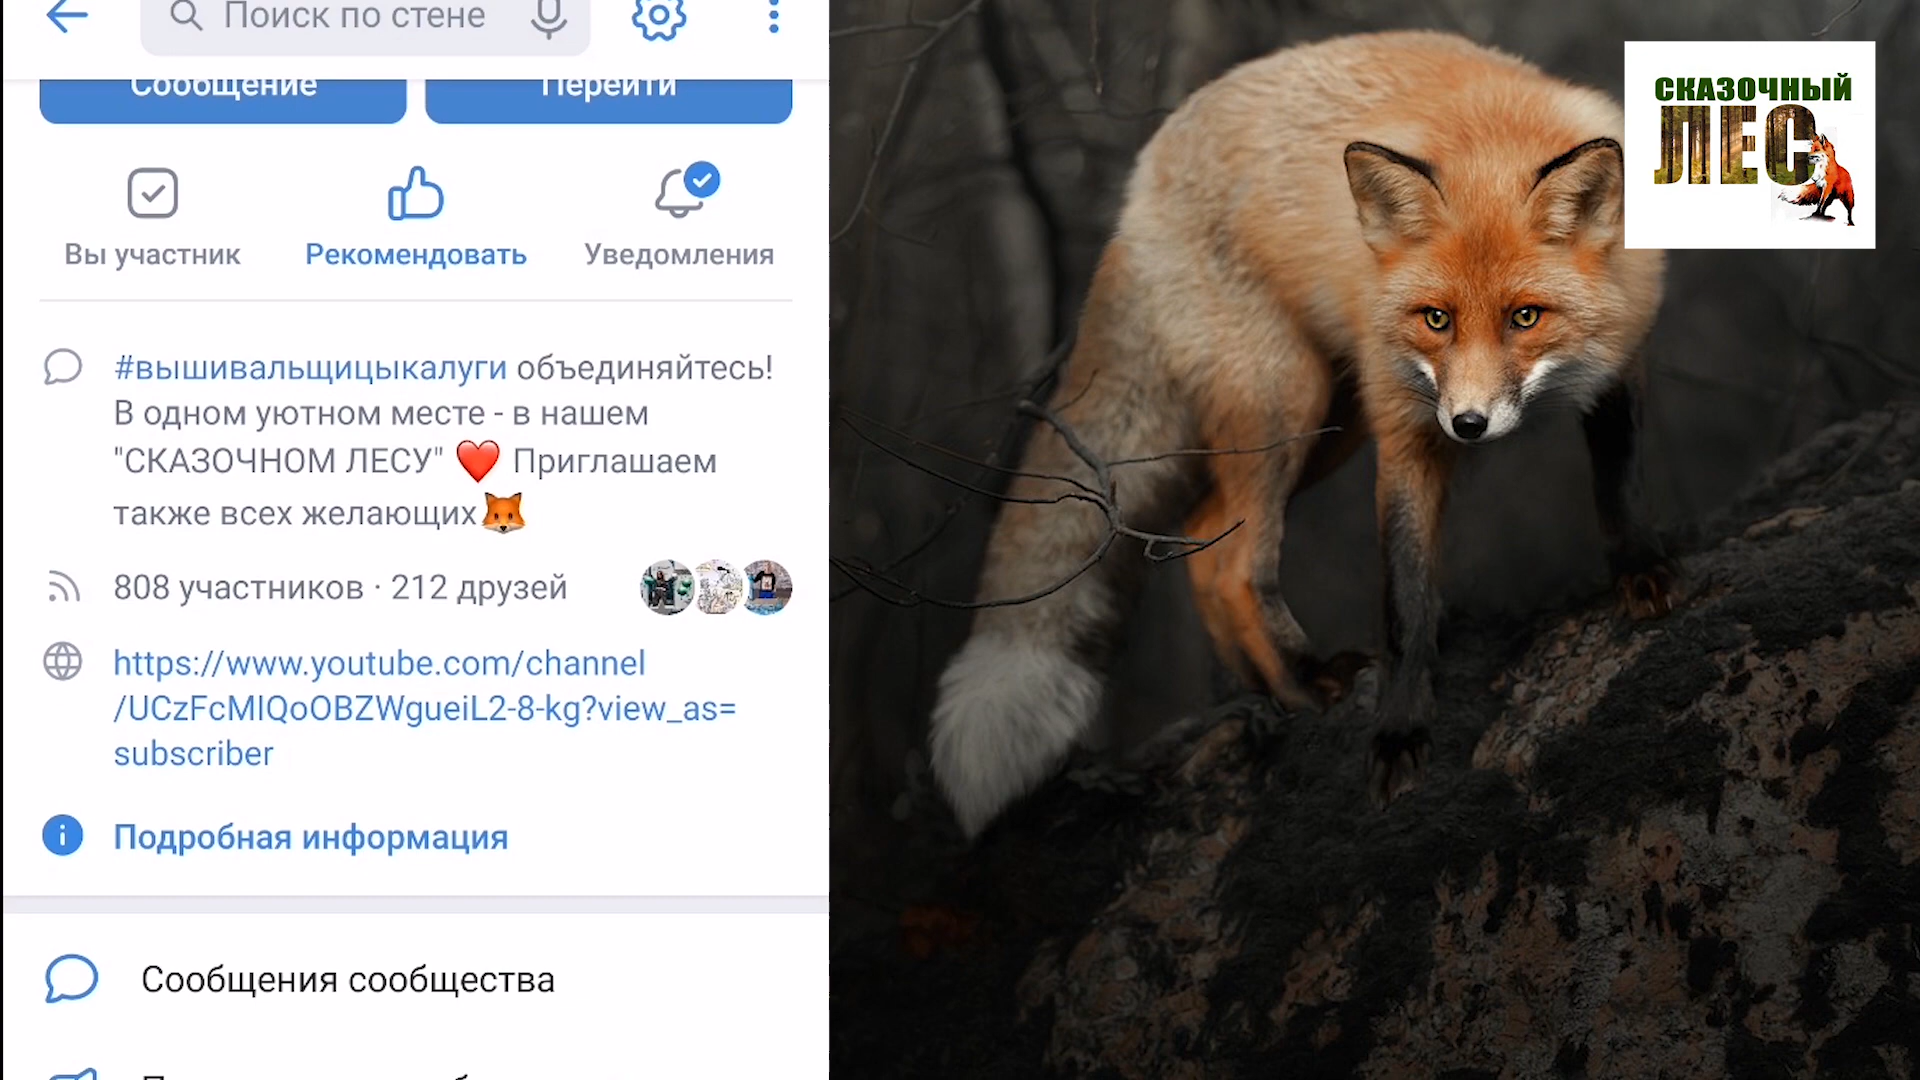 Поиск по стене
Сообщение
Перейти
Вы участник
Рекомендовать
Уведомления
#вышивальщицыкалуги объединяйтесь!
В одном уютном месте - в нашем
"СКАЗОЧНОМ ЛЕСУ" ❤️ Приглашаем
также всех желающих🦊
808 участников · 212 друзей
https://www.youtube.com/channel
/UCzFcMIQoOBZWgueiL2-8-kg?view_as=
subscriber
Подробная информация
Сообщения сообщества
СКАЗОЧНЫЙ
ЛЕС